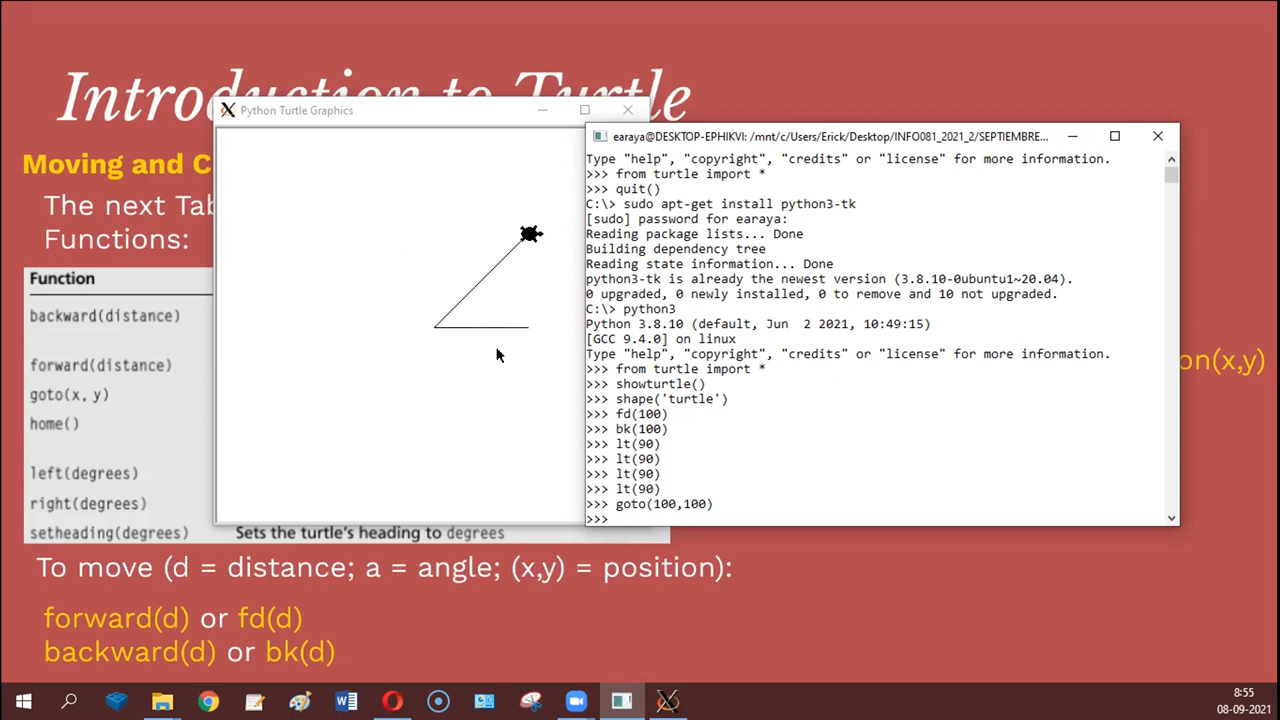 Introduction to Turtle
Python Turtle Graphics
Moving and C
The next Tab
Functions:
Function
backward(distance)
forward(distance)
goto(x, y)
home()
left(degrees)
right(degrees)
setheading(degrees) Sets the turtle's heading to degrees
earaya@DESKTOP-EPHIKVI: /mnt/c/Users/Erick/Desktop/INFO081_2021_2/SEPTIEMBRE...
Type "help", "copyright", "credits" or "license" for more information.
>>> from turtle import *
>>> quit()
C:\> sudo apt-get install python3-tk
[sudo] password for earaya:
Reading package lists... Done
Building dependency tree
Reading state information... Done
python3-tk is already the newest version (3.8.10-0ubuntu1~20.04).
0 upgraded, 0 newly installed, 0 to remove and 10 not upgraded.
C:\> python3
Python 3.8.10 (default, Jun  2 2021, 10:49:15)
[GCC 9.4.0] on linux
Type "help", "copyright", "credits" or "license" for more information.
>>> from turtle import *
>>> showturtle()
>>> shape('turtle')
>>> fd(100)
>>> bk(100)
>>> lt(90)
>>> lt(90)
>>> lt(90)
>>> lt(90)
>>> goto(100,100)
>>>
on(x,y)
To move (d = distance; a = angle; (x,y) = position):
forward(d) or fd(d)
backward(d) or bk(d)
8:55
08-09-2021